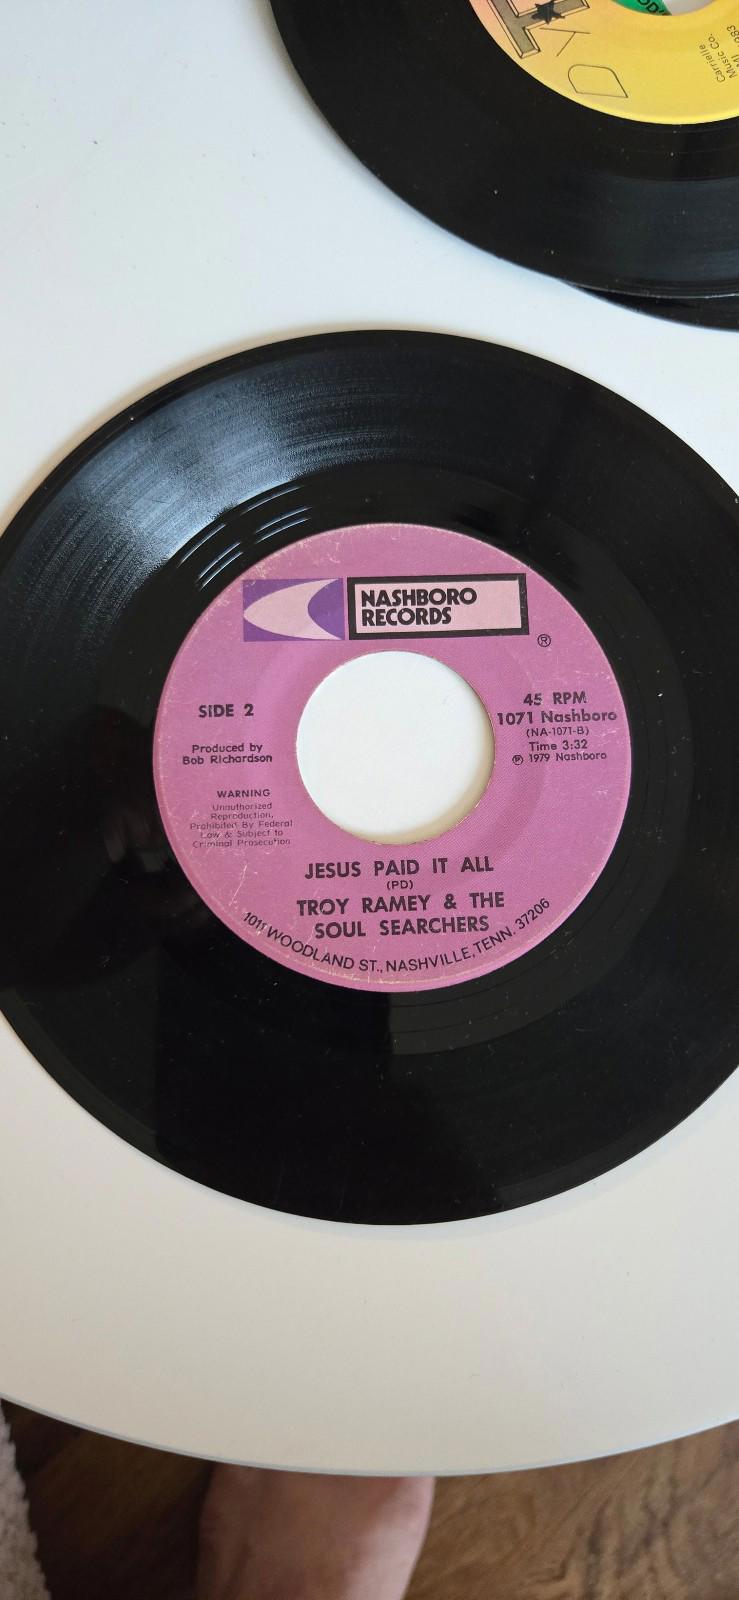 Carrielle
Music Co.
NASHBORO
RECORDS
®
SIDE 2
Produced by
Bob Richardson
WARNING
Unauthorized
Reproduction,
Prohibited By Federal
Law & Subject to
Criminal Prosecution
45 RPM
1071 Nashboro
(NA-1071-B)
Time 3:32
℗ 1979 Nashboro
JESUS PAID IT ALL
(PD)
TROY RAMEY & THE
SOUL SEARCHERS
1011 WOODLAND ST., NASHVILLE, TENN. 37206